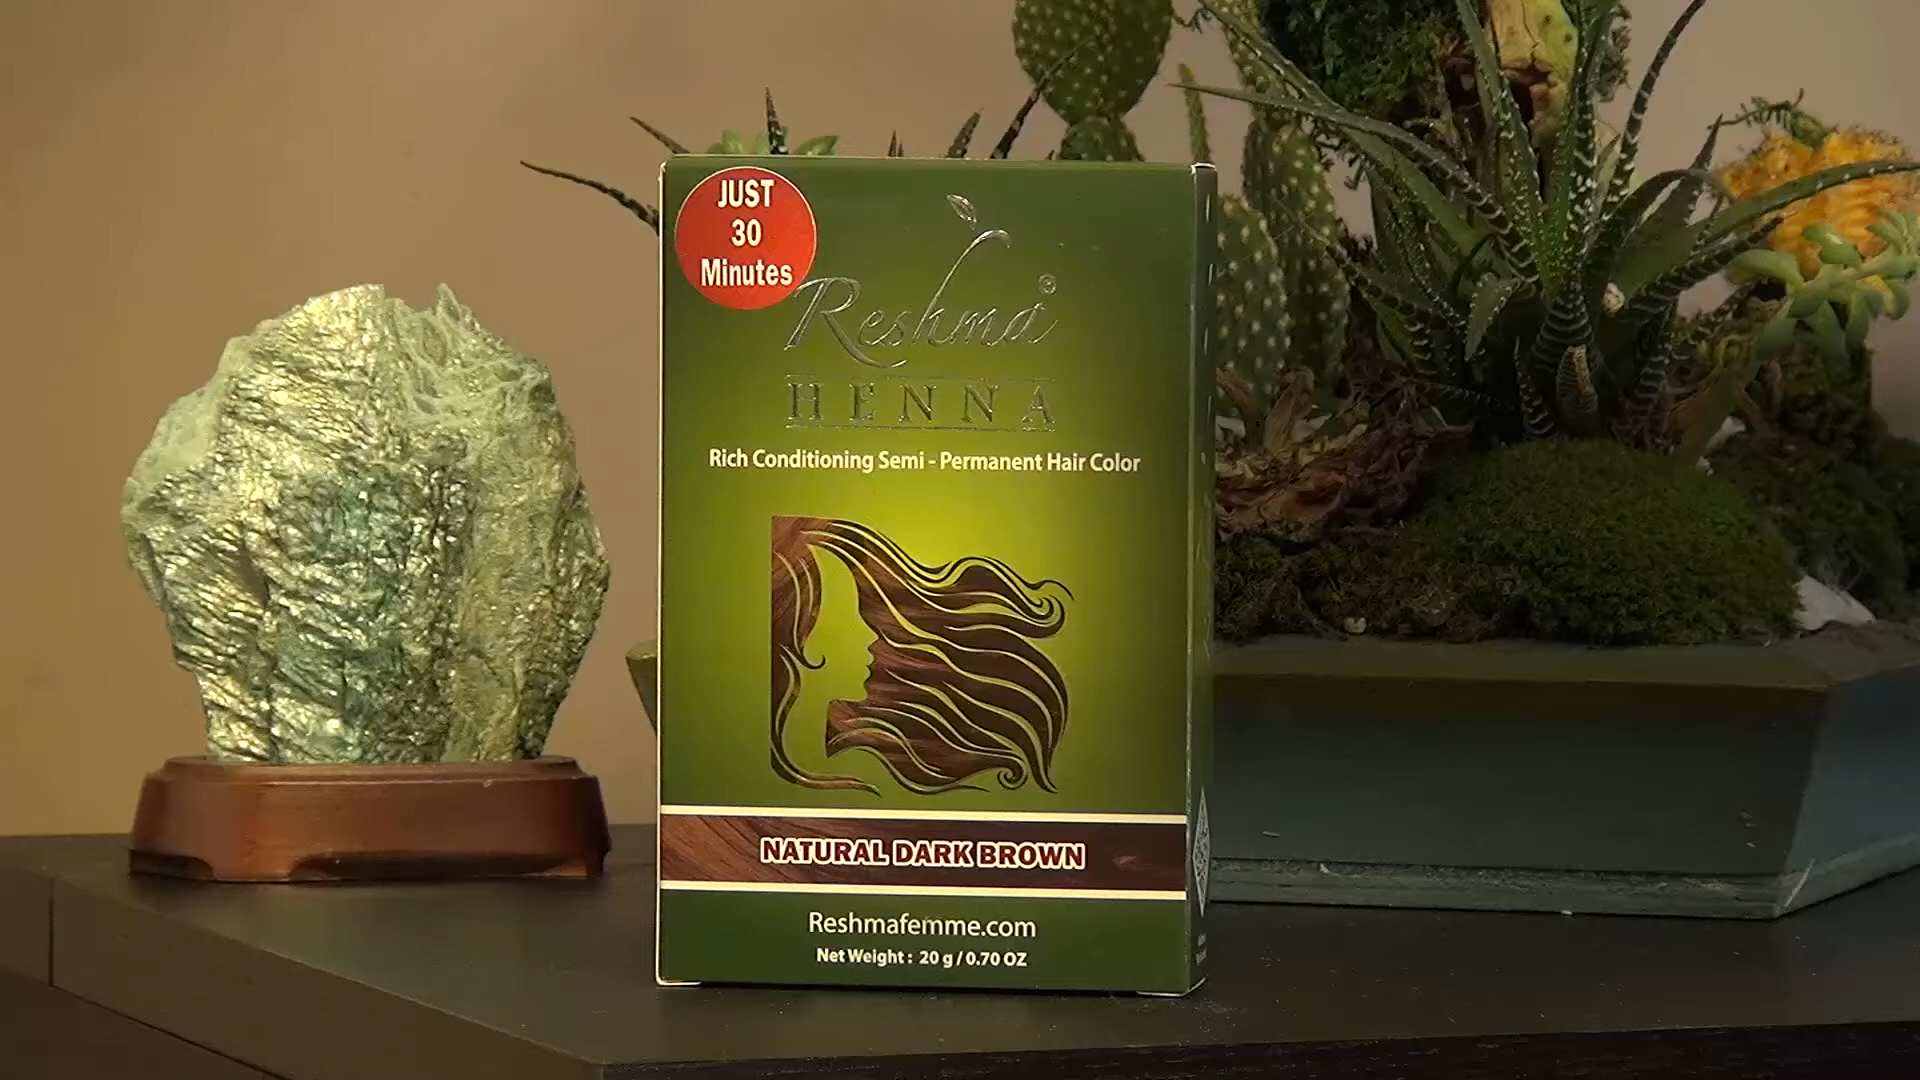 JUST
30
Minutes
Reshma®
HENNA
Rich Conditioning Semi - Permanent Hair Color
NATURAL DARK BROWN
Reshmafemme.com
Net Weight : 20 g / 0.70 OZ